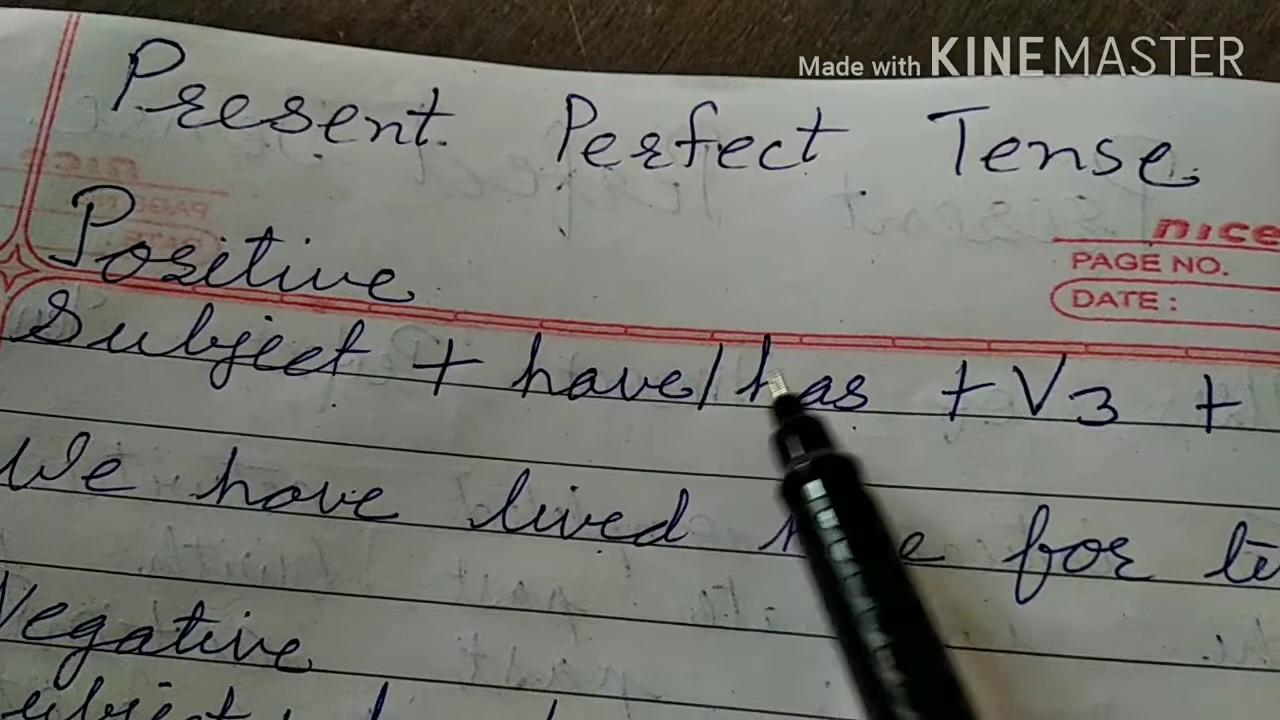 Made with KINEMASTER
Present Perfect Tense
nice
PAGE NO.
DATE :
Positive
Subject + have/has + V3 +
We have lived for
Negative